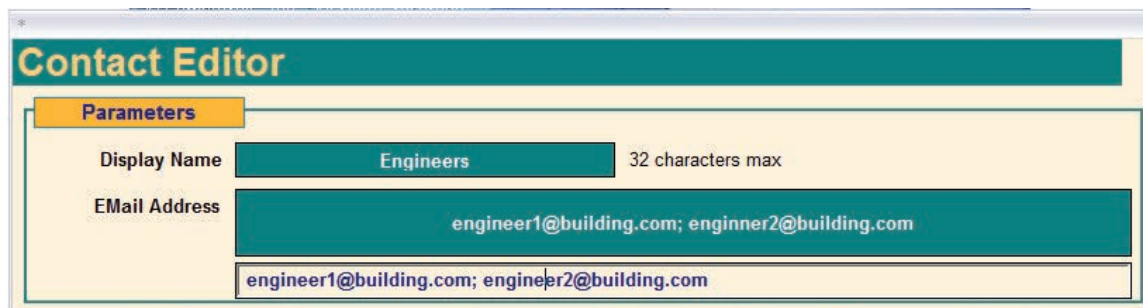 *
Contact Editor
Parameters
Display Name Engineers 32 characters max
EMail Address engineer1@building.com; enginner2@building.com
engineer1@building.com; engineer2@building.com